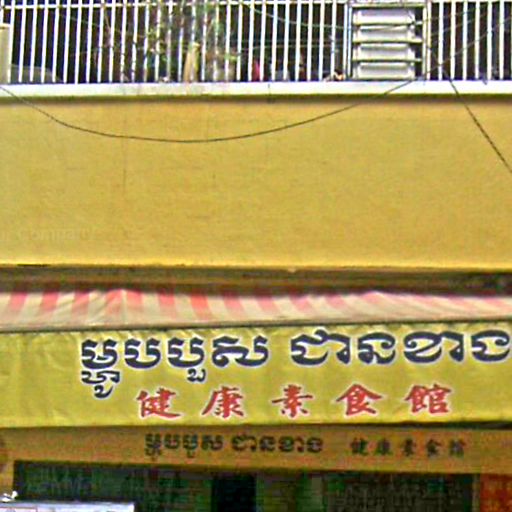 ម្ហូបបួស ជានខាង
健康素食館
ម្ហូបបួស ជានខាង 健康素食館